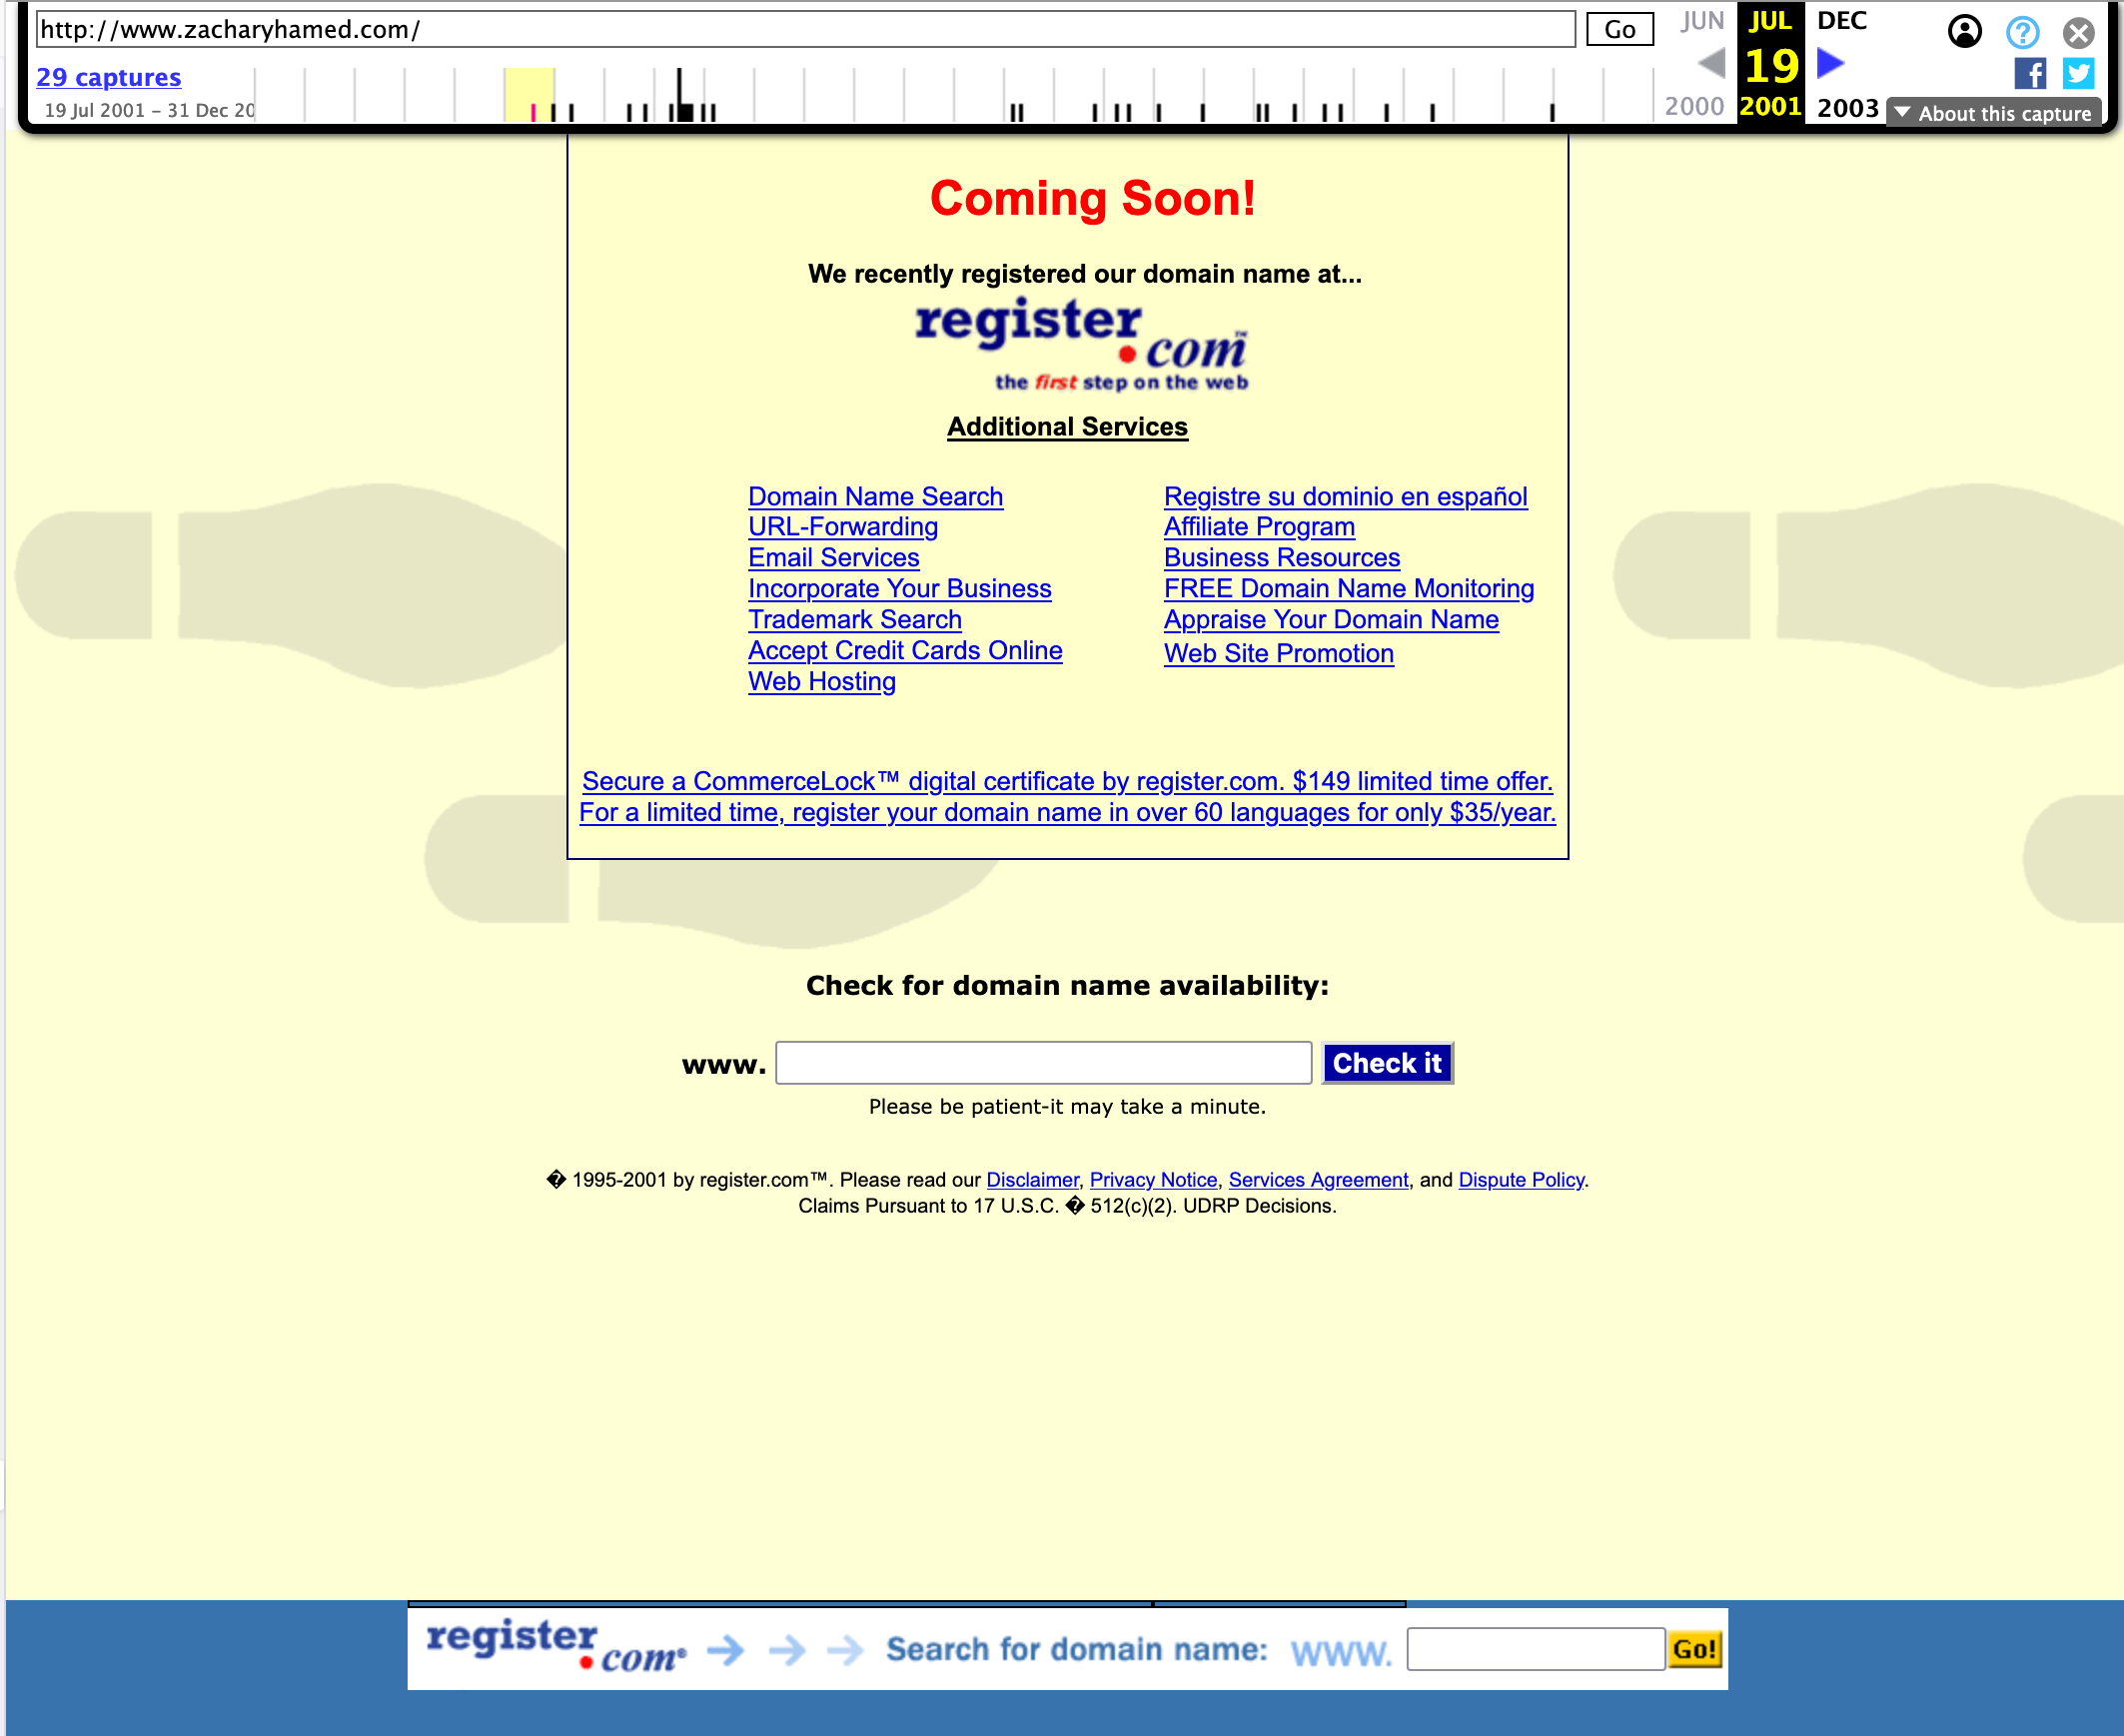 http://www.zacharyhamed.com/
Go
JUN JUL DEC
19
2000 2001 2003
29 captures
19 Jul 2001 – 31 Dec 20
About this capture
Coming Soon!
We recently registered our domain name at...
register.com™
the first step on the web
Additional Services
Domain Name Search
URL-Forwarding
Email Services
Incorporate Your Business
Trademark Search
Accept Credit Cards Online
Web Hosting
Registre su dominio en español
Affiliate Program
Business Resources
FREE Domain Name Monitoring
Appraise Your Domain Name
Web Site Promotion
Secure a CommerceLock™ digital certificate by register.com. $149 limited time offer.
For a limited time, register your domain name in over 60 languages for only $35/year.
Check for domain name availability:
www. Check it
Please be patient-it may take a minute.
� 1995-2001 by register.com™. Please read our Disclaimer, Privacy Notice, Services Agreement, and Dispute Policy.
Claims Pursuant to 17 U.S.C. � 512(c)(2). UDRP Decisions.
register.com® Search for domain name: www. Go!